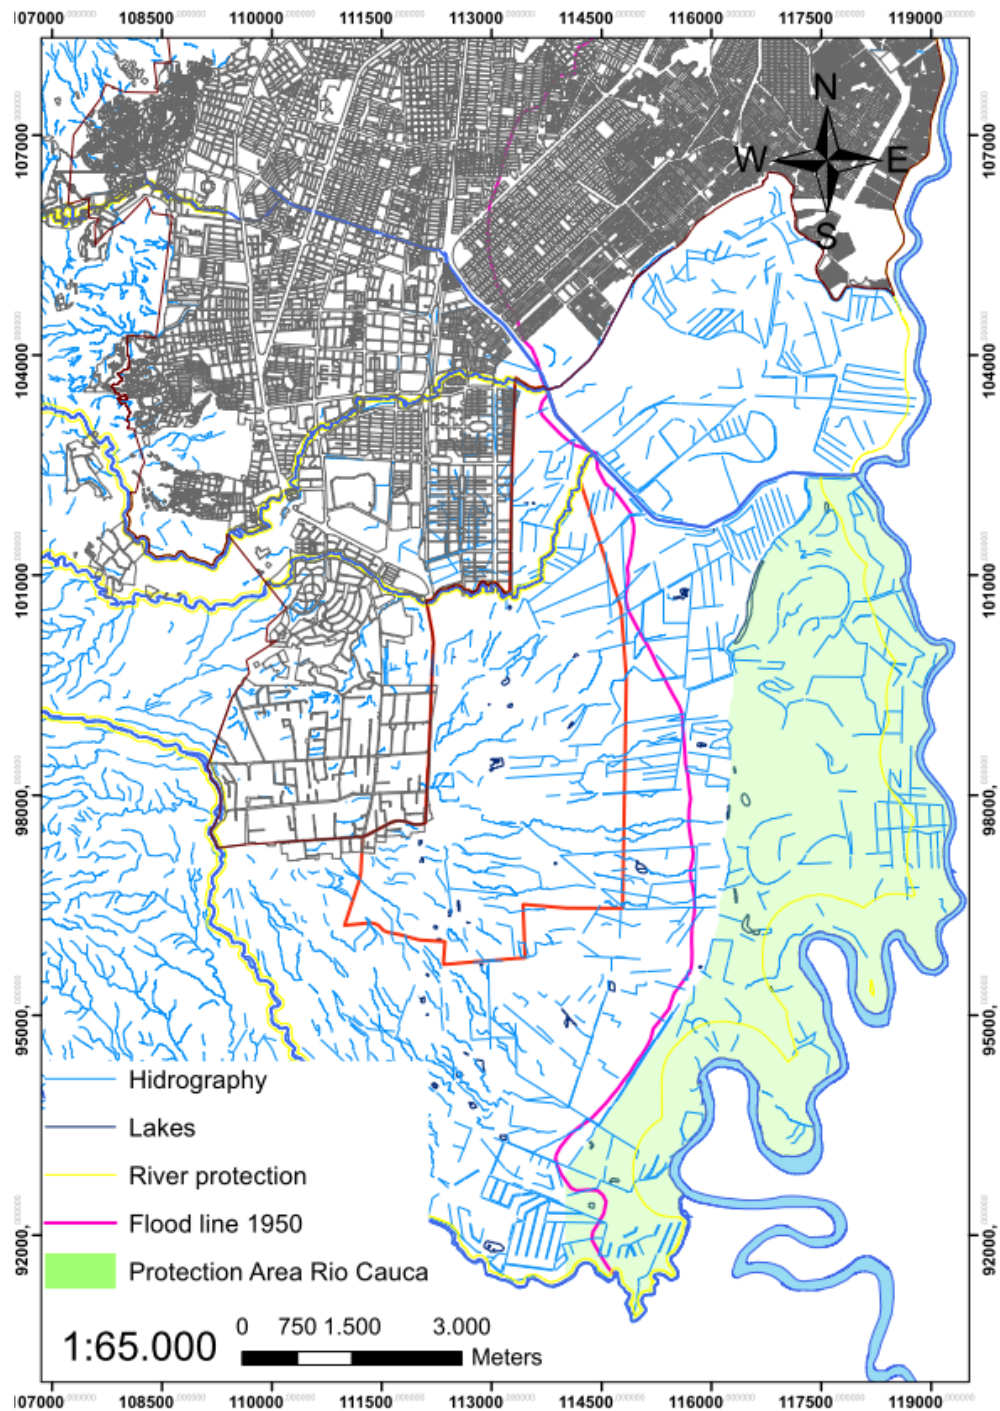 107000 108500 110000 111500 113000 114500 116000 117500 119000
N
W E
S
107000
104000
101000
98000
95000,
92000,
107000
104000
101000
98000
95000,
92000,
Hidrography
Lakes
River protection
Flood line 1950
Protection Area Rio Cauca
1:65.000
0 750 1.500 3.000
Meters
107000 108500 110000 111500 113000 114500 116000 117500 119000